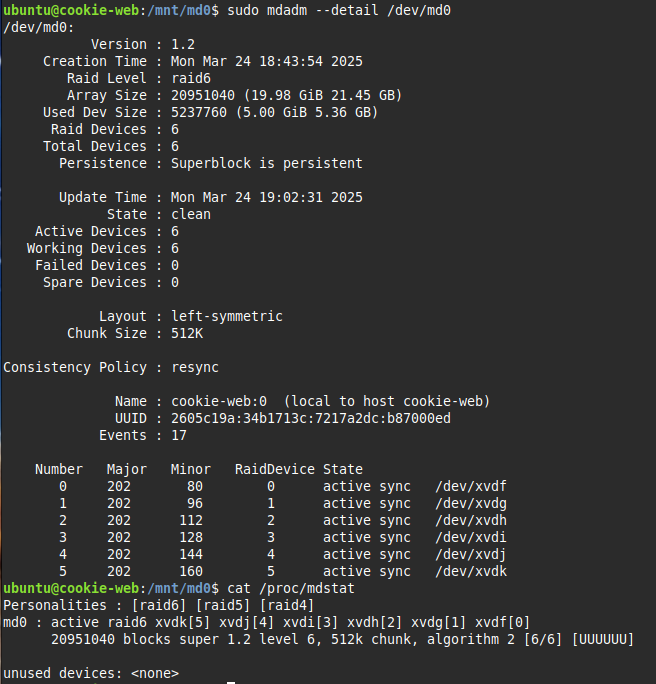 ubuntu@cookie-web:/mnt/md0$ sudo mdadm --detail /dev/md0
/dev/md0:
Version : 1.2
Creation Time : Mon Mar 24 18:43:54 2025
Raid Level : raid6
Array Size : 20951040 (19.98 GiB 21.45 GB)
Used Dev Size : 5237760 (5.00 GiB 5.36 GB)
Raid Devices : 6
Total Devices : 6
Persistence : Superblock is persistent
Update Time : Mon Mar 24 19:02:31 2025
State : clean
Active Devices : 6
Working Devices : 6
Failed Devices : 0
Spare Devices : 0
Layout : left-symmetric
Chunk Size : 512K
Consistency Policy : resync
Name : cookie-web:0  (local to host cookie-web)
UUID : 2605c19a:34b1713c:7217a2dc:b87000ed
Events : 17
Number   Major   Minor   RaidDevice State
0     202       80        0      active sync   /dev/xvdf
1     202       96        1      active sync   /dev/xvdg
2     202      112        2      active sync   /dev/xvdh
3     202      128        3      active sync   /dev/xvdi
4     202      144        4      active sync   /dev/xvdj
5     202      160        5      active sync   /dev/xvdk
ubuntu@cookie-web:/mnt/md0$ cat /proc/mdstat
Personalities : [raid6] [raid5] [raid4]
md0 : active raid6 xvdk[5] xvdj[4] xvdi[3] xvdh[2] xvdg[1] xvdf[0]
20951040 blocks super 1.2 level 6, 512k chunk, algorithm 2 [6/6] [UUUUUU]
unused devices: <none>